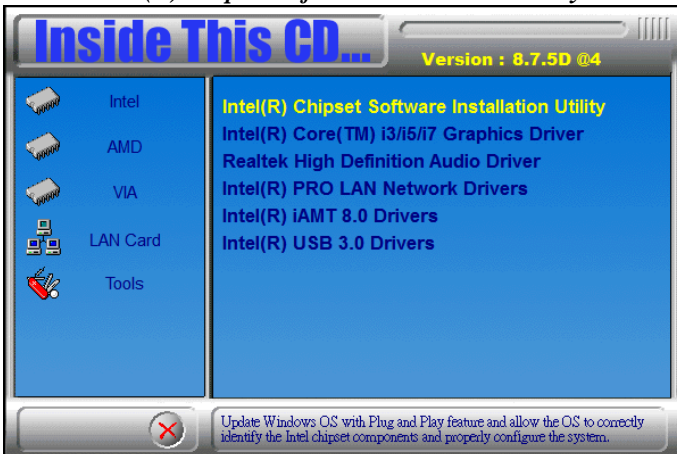 Inside This CD...
Version : 8.7.5D @4
Intel
AMD
VIA
LAN Card
Tools
Intel(R) Chipset Software Installation Utility
Intel(R) Core(TM) i3/i5/i7 Graphics Driver
Realtek High Definition Audio Driver
Intel(R) PRO LAN Network Drivers
Intel(R) iAMT 8.0 Drivers
Intel(R) USB 3.0 Drivers
Update Windows OS with Plug and Play feature and allow the OS to correctly
identify the Intel chipset components and properly configure the system.